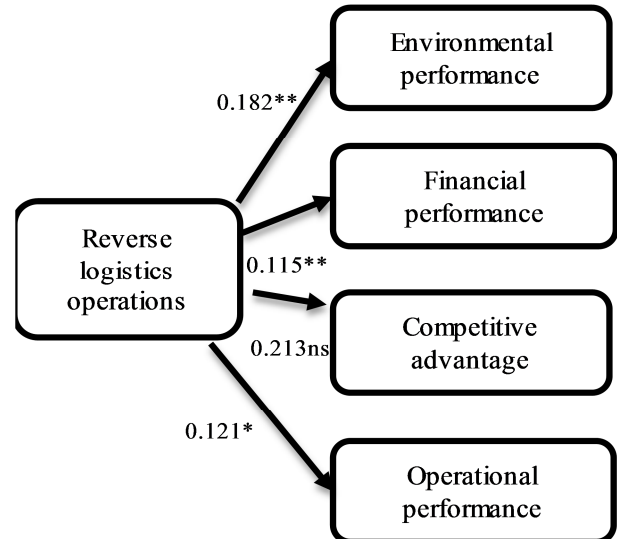 Environmental
performance
0.182**
Financial
performance
Reverse
logistics
operations
0.115**
Competitive
advantage
0.213ns
0.121*
Operational
performance